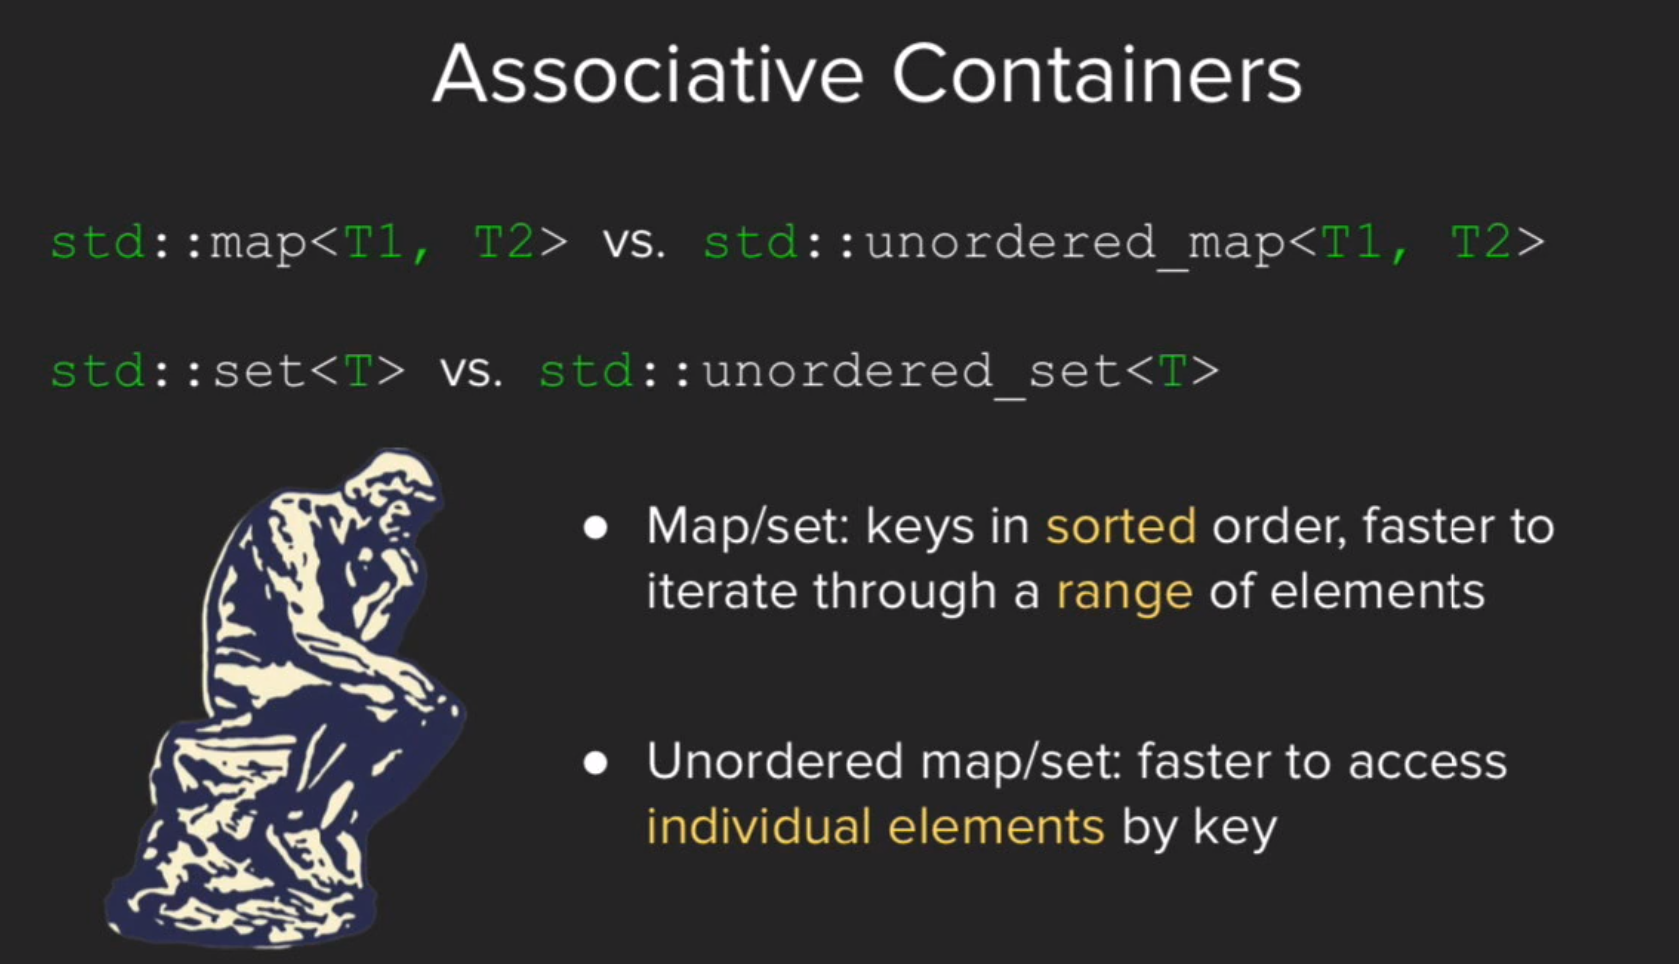 Associative Containers
std::map<T1, T2> vs. std::unordered_map<T1, T2>
std::set<T> vs. std::unordered_set<T>
● Map/set: keys in sorted order, faster to
iterate through a range of elements
● Unordered map/set: faster to access
individual elements by key